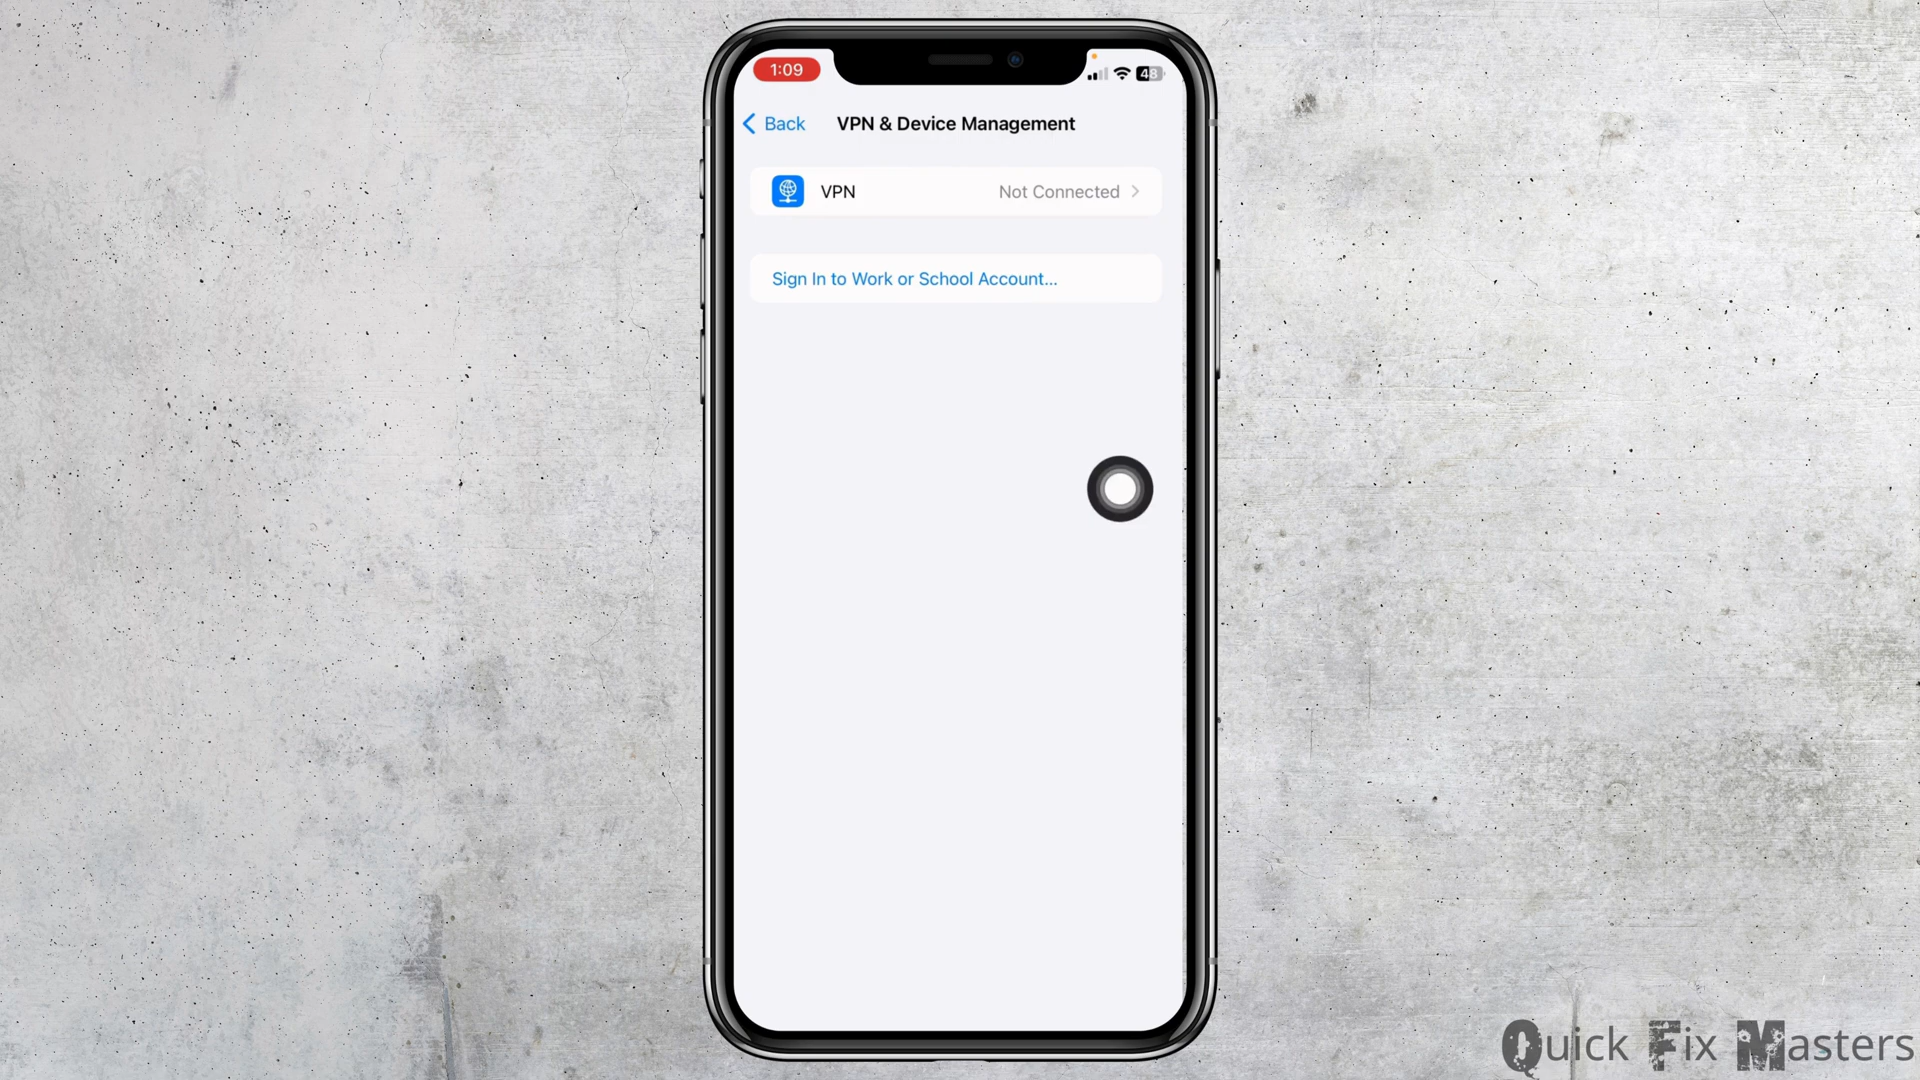 1:09
48
Back
VPN & Device Management
VPN
Not Connected
Sign In to Work or School Account...
Quick Fix Masters